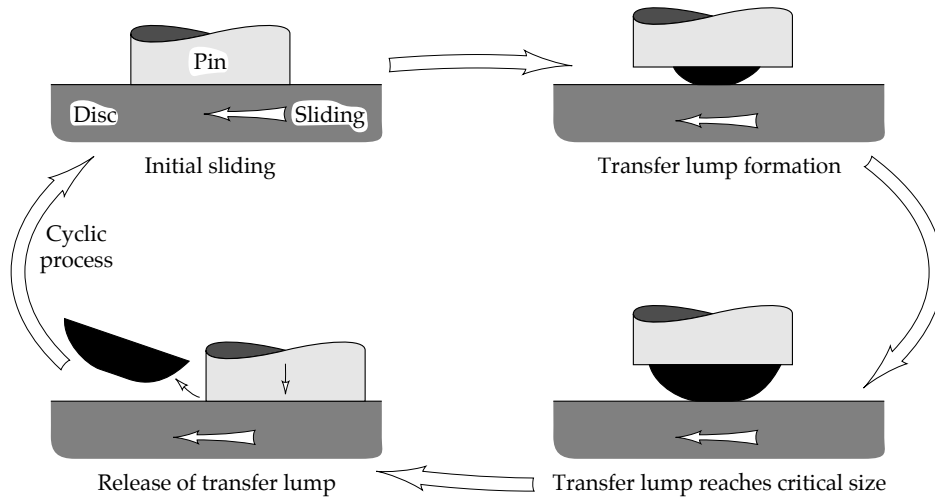 Pin
Disc
Sliding
Initial sliding
Transfer lump formation
Cyclic
process
Release of transfer lump
Transfer lump reaches critical size